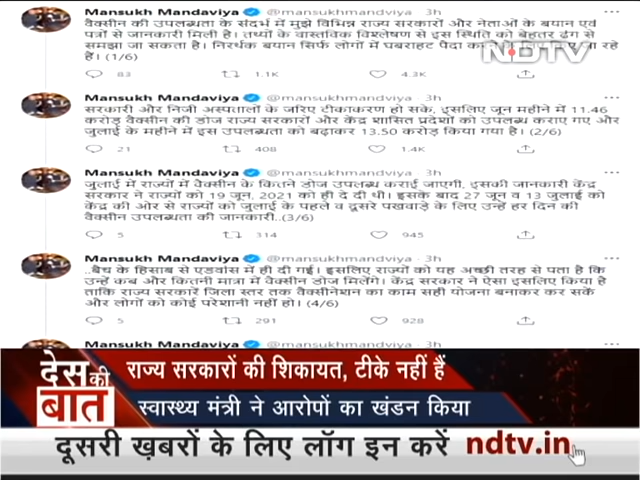 Mansukh Mandaviya @mansukhmandviya · 3h
वैक्सीन की उपलब्धता के संदर्भ में मुझे विभिन्न राज्य सरकारों और नेताओं के बयान एवं
पत्रों से जानकारी मिली है। तथ्यों के वास्तविक विश्लेषण से इस स्थिति को बेहतर ढंग से
समझा जा सकता है। निरर्थक बयान सिर्फ लोगों में घबराहट पैदा जा रहे
हैं। (1/6)
83 1.1K 4.3K
NDTV
Mansukh Mandaviya @mansukhmandviya · 3h
सरकारी और निजी अस्पतालों के जरिए टीकाकरण हो सके, इसलिए जून महीने में 11.46
करोड़ वैक्सीन की डोज राज्य सरकारों और केंद्र शासित प्रदेशों को उपलब्ध कराए गए और
जुलाई के महीने में इस उपलब्धता को बढ़ाकर 13.50 करोड़ किया गया है। (2/6)
21 408 1.4K
Mansukh Mandaviya @mansukhmandviya · 3h
जुलाई में राज्यों में वैक्सीन के कितने डोज उपलब्ध कराई जाएगी, इसकी जानकारी केंद्र
सरकार ने राज्यों को 19 जून, 2021 को ही दे दी थी। इसके बाद 27 जून व 13 जुलाई को
केंद्र की ओर से राज्यों को जुलाई के पहले व दूसरे पखवाड़े के लिए उन्हें हर दिन की
वैक्सीन उपलब्धता की जानकारी..(3/6)
5 314 945
Mansukh Mandaviya @mansukhmandviya · 3h
..बैच के हिसाब से एडवांस में ही दी गई। इसलिए राज्यों को यह अच्छी तरह से पता है कि
उन्हें कब और कितनी मात्रा में वैक्सीन डोज मिलेंगे। केंद्र सरकार ने ऐसा इसलिए किया है
ताकि राज्य सरकारें जिला स्तर तक वैक्सीनेशन का काम सही योजना बनाकर कर सकें
और लोगों को कोई परेशानी नहीं हो। (4/6)
5 291 928
Mansukh Mandaviya @mansukhmandviya · 3h
देस की बात
राज्य सरकारों की शिकायत, टीके नहीं हैं
स्वास्थ्य मंत्री ने आरोपों का खंडन किया
दूसरी ख़बरों के लिए लॉग इन करें ndtv.in